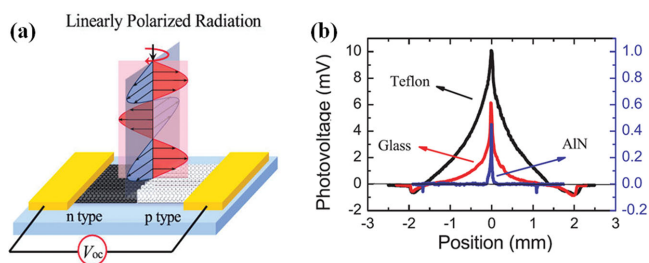 (a)
Linearly Polarized Radiation
n type
p type
Voc
(b)
Photovoltage (mV)
10
8
6
4
2
0
-2
1.0
0.8
0.6
0.4
0.2
0.0
-0.2
Teflon
Glass
AlN
-3 -2 -1 0 1 2 3
Position (mm)